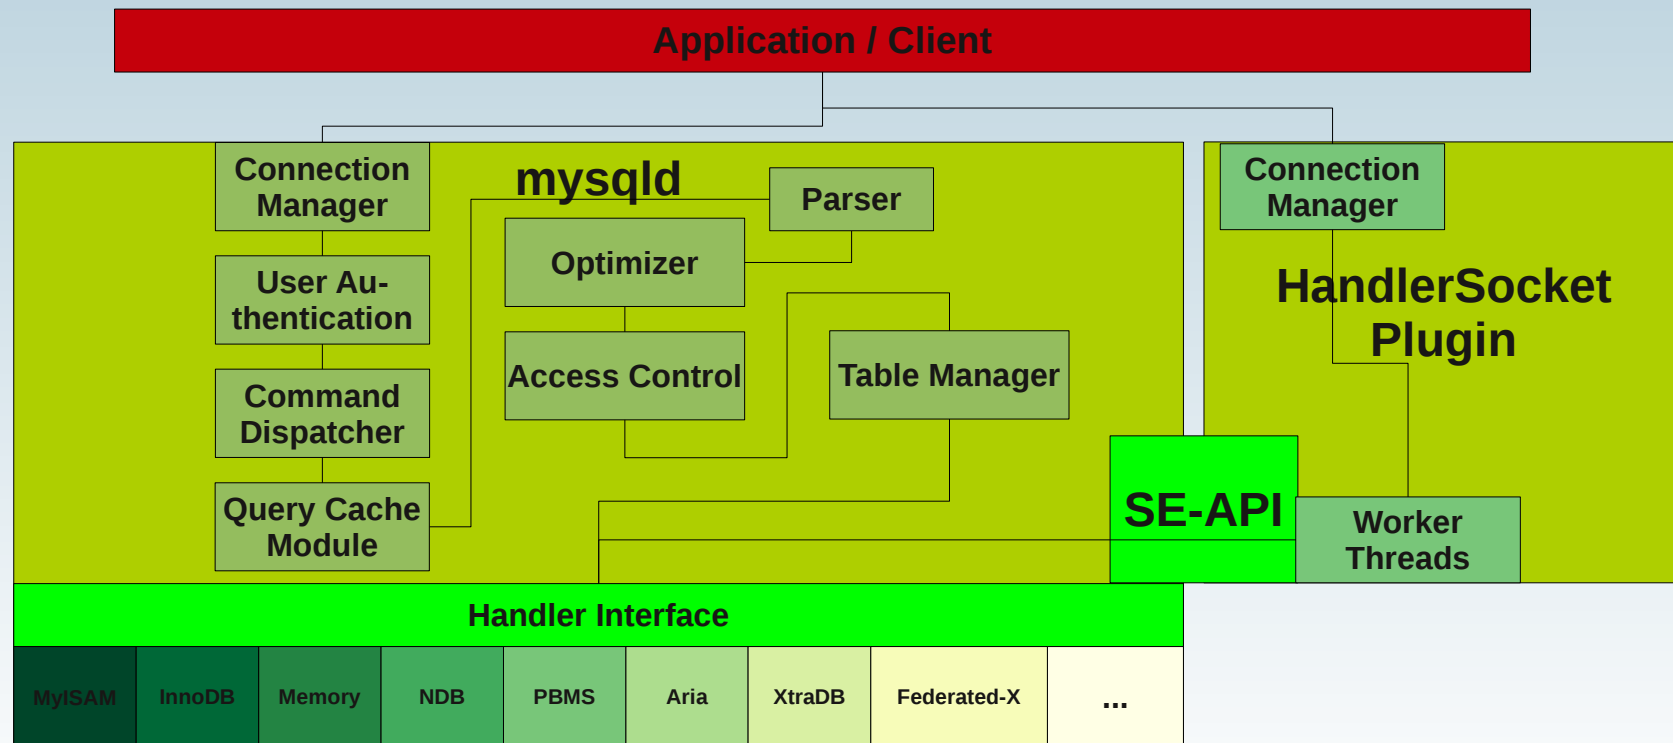 Application / Client
mysqld
Connection
Manager
User Au-
thentication
Command
Dispatcher
Query Cache
Module
Parser
Optimizer
Access Control
Table Manager
Connection
Manager
HandlerSocket
Plugin
SE-API
Worker
Threads
Handler Interface
MyISAM
InnoDB
Memory
NDB
PBMS
Aria
XtraDB
Federated-X
...